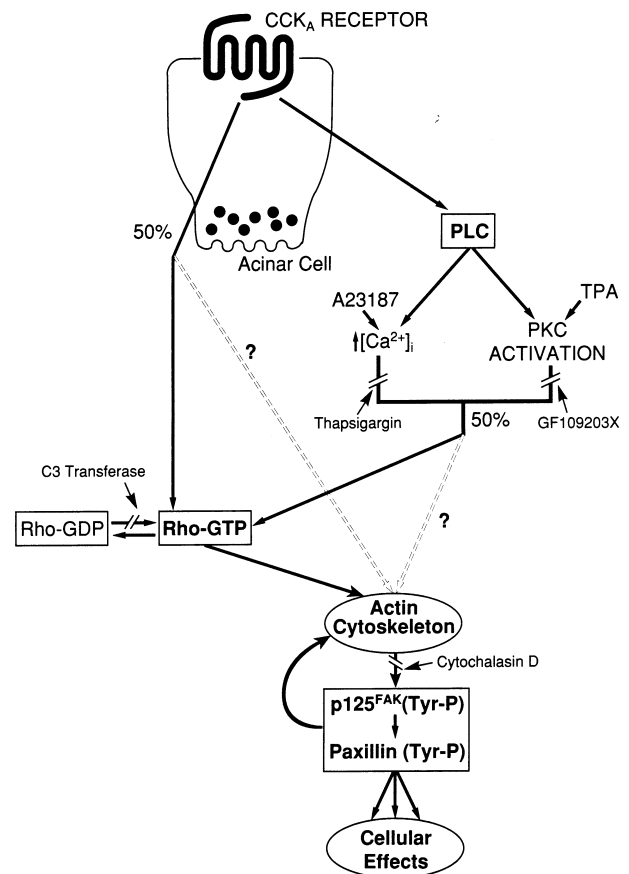 CCKA RECEPTOR
50%
Acinar Cell
PLC
A23187
TPA
[Ca2+]i
PKC
ACTIVATION
?
Thapsigargin
50%
GF109203X
C3 Transferase
Rho-GDP
Rho-GTP
?
Actin
Cytoskeleton
Cytochalasin D
p125FAK(Tyr-P)
Paxillin (Tyr-P)
Cellular
Effects